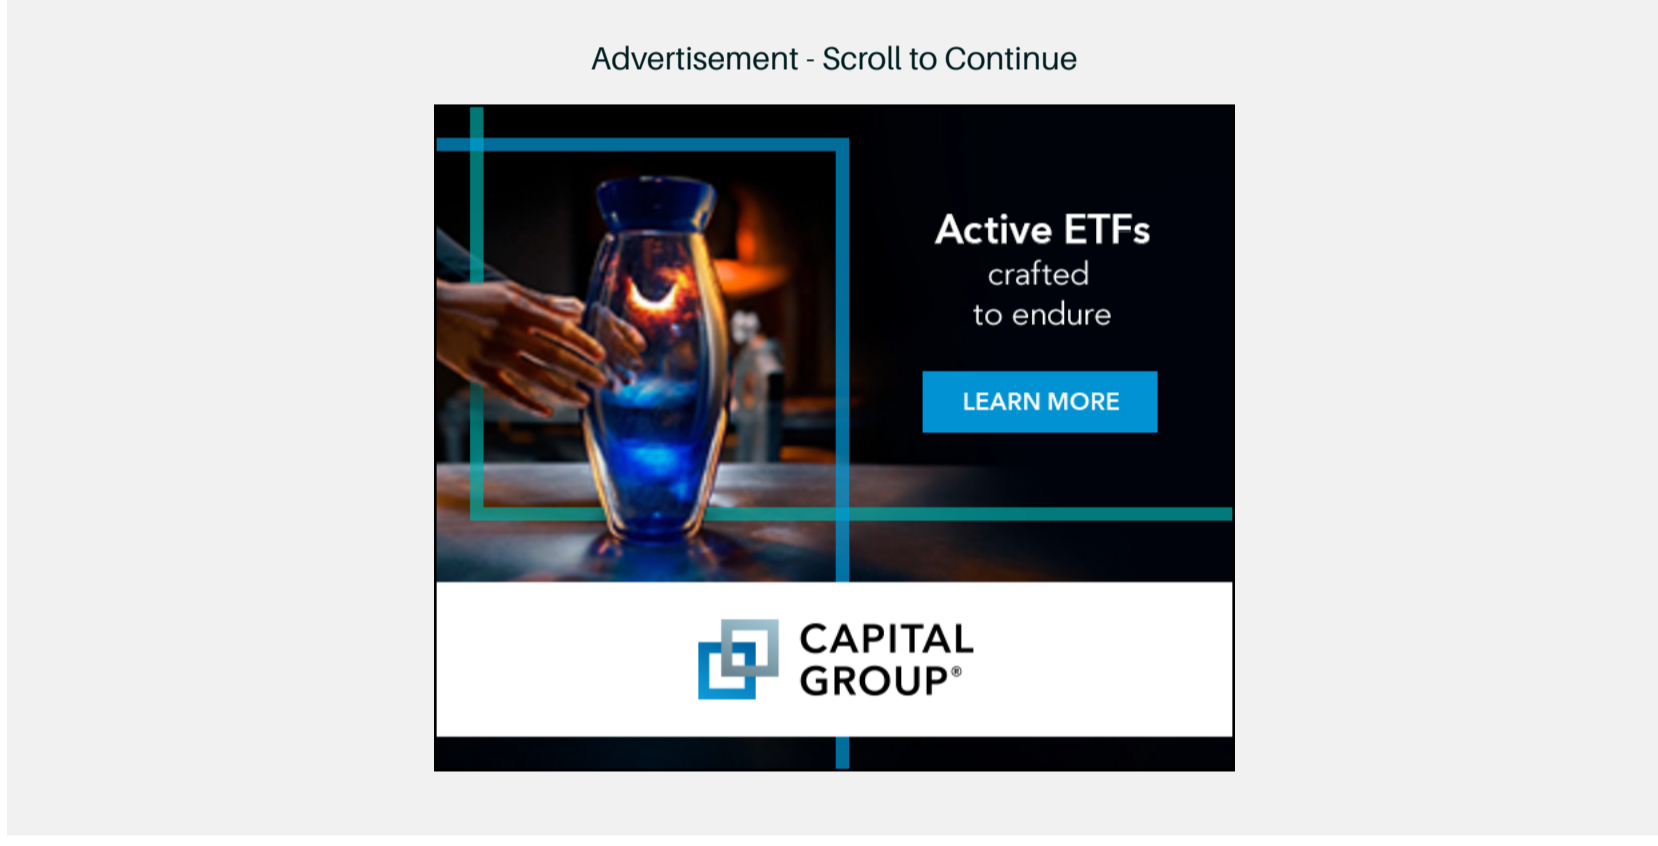 Advertisement - Scroll to Continue
Active ETFs
crafted
to endure
LEARN MORE
CAPITAL
GROUP®